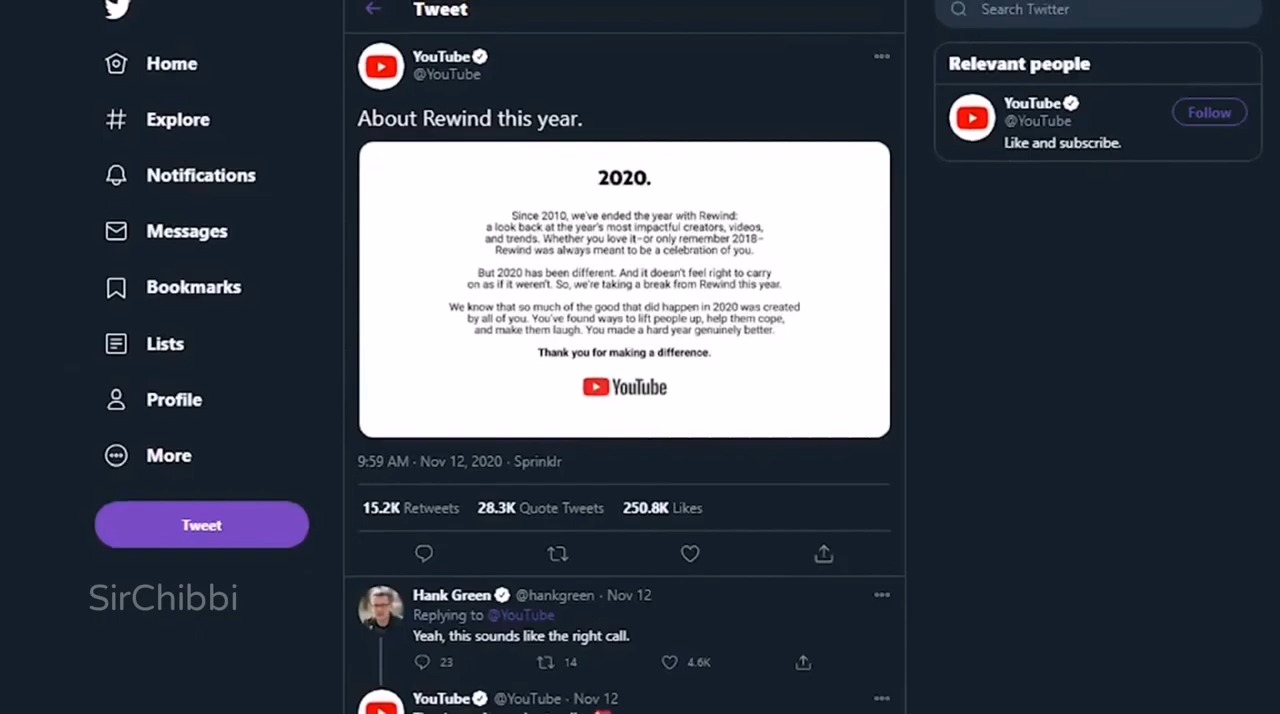 Tweet
Search Twitter
Home
Explore
Notifications
Messages
Bookmarks
Lists
Profile
More
Tweet
SirChibbi
YouTube
@YouTube
About Rewind this year.
2020.
Since 2010, we've ended the year with Rewind:
a look back at the year's most impactful creators, videos,
and trends. Whether you love it–or only remember 2018–
Rewind was always meant to be a celebration of you.
But 2020 has been different. And it doesn't feel right to carry
on as if it weren't. So, we're taking a break from Rewind this year.
We know that so much of the good that did happen in 2020 was created
by all of you. You've found ways to lift people up, help them cope,
and make them laugh. You made a hard year genuinely better.
Thank you for making a difference.
YouTube
9:59 AM · Nov 12, 2020 · Sprinklr
15.2K Retweets 28.3K Quote Tweets 250.8K Likes
Hank Green @hankgreen · Nov 12
Replying to @YouTube
Yeah, this sounds like the right call.
23 14 4.6K
YouTube @YouTube · Nov 12
Relevant people
YouTube
@YouTube
Follow
Like and subscribe.